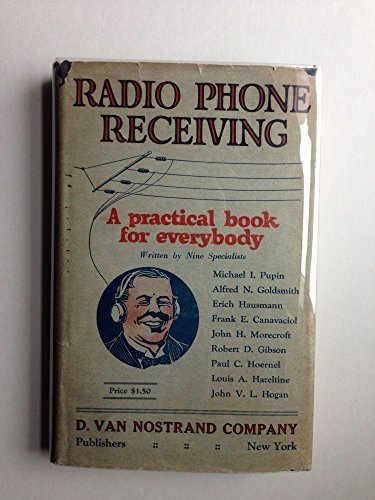 RADIO PHONE
RECEIVING
A practical book
for everybody
Written by Nine Specialists
Michael I. Pupin
Alfred N. Goldsmith
Erich Hausmann
Frank E. Canavaciol
John H. Morecroft
Robert D. Gibson
Paul C. Hoernel
Louis A. Hazeltine
John V. L. Hogan
Price $1.50
D. VAN NOSTRAND COMPANY
Publishers :: :: :: New York